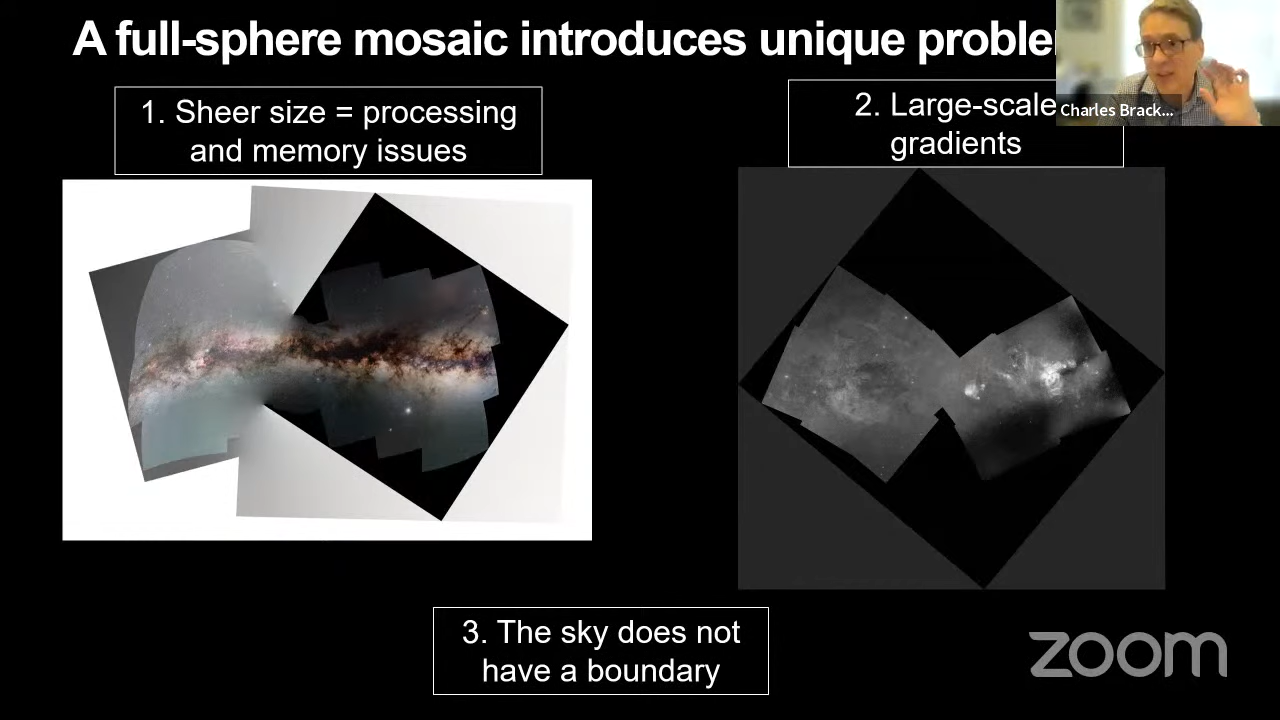 A full-sphere mosaic introduces unique
1. Sheer size = processing
and memory issues
2. Large-scale
gradients
Charles Brack...
3. The sky does not
have a boundary
zoom